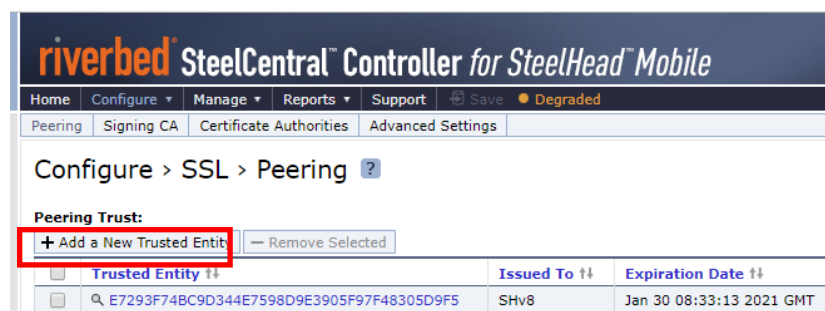 riverbed® SteelCentral™ Controller for SteelHead™ Mobile
Home Configure ▾ Manage ▾ Reports ▾ Support Save Degraded
Peering Signing CA Certificate Authorities Advanced Settings
Configure › SSL › Peering ?
Peering Trust:
+ Add a New Trusted Entity — Remove Selected
Trusted Entity Issued To Expiration Date
E7293F74BC9D344E7598D9E3905F97F48305D9F5 SHv8 Jan 30 08:33:13 2021 GMT